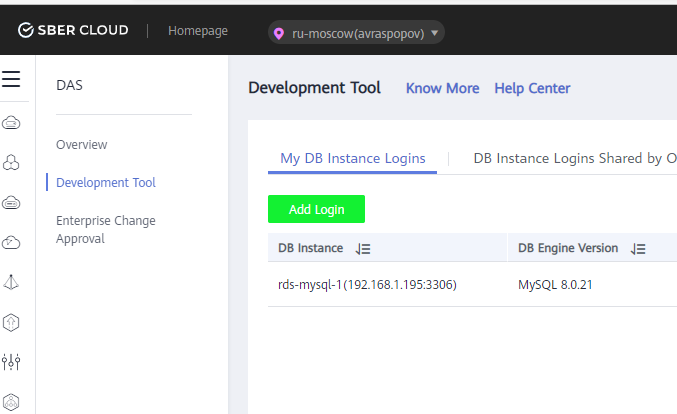 SBER CLOUD
Homepage
ru-moscow(avraspopov)
DAS
Overview
Development Tool
Enterprise Change
Approval
Development Tool Know More Help Center
My DB Instance Logins DB Instance Logins Shared by O
Add Login
DB Instance DB Engine Version
rds-mysql-1(192.168.1.195:3306) MySQL 8.0.21